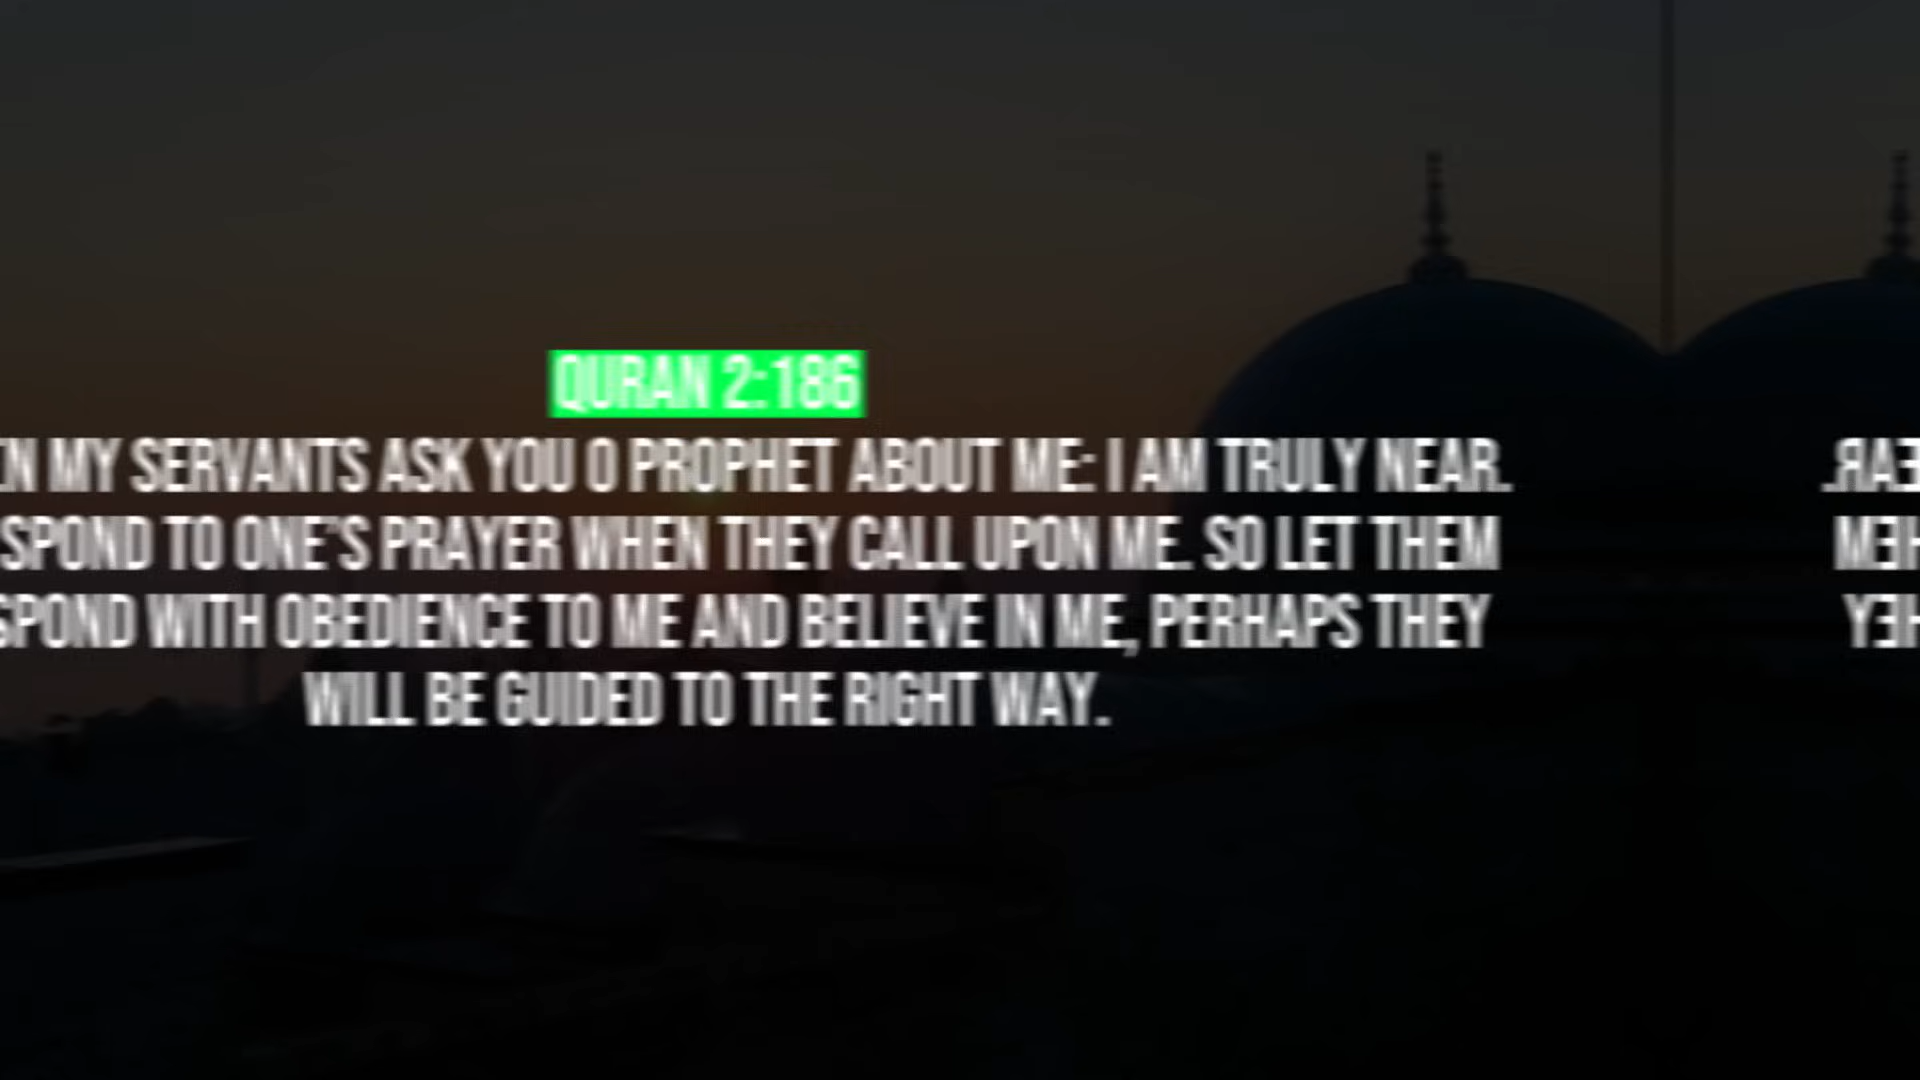 QURAN 2:186
MY SERVANTS ASK YOU O PROPHET ABOUT ME: I AM TRULY NEAR.
SPOND TO ONE'S PRAYER WHEN THEY CALL UPON ME. SO LET THEM
SPOND WITH OBEDIENCE TO ME AND BELIEVE IN ME, PERHAPS THEY
WILL BE GUIDED TO THE RIGHT WAY.